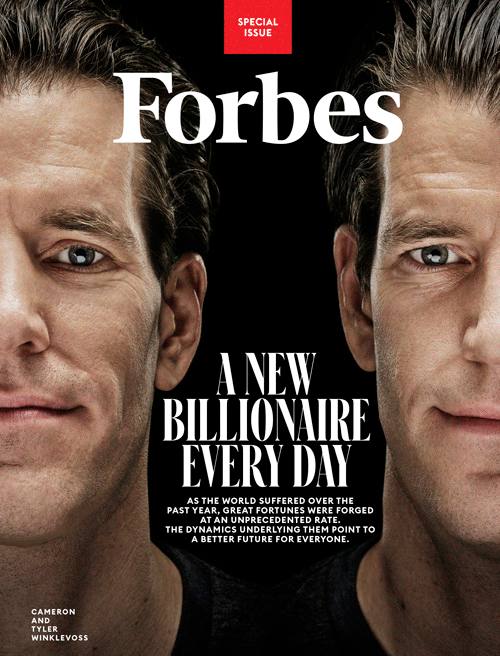 SPECIAL
ISSUE
Forbes
A NEW
BILLIONAIRE
EVERY DAY
AS THE WORLD SUFFERED OVER THE
PAST YEAR, GREAT FORTUNES WERE FORGED
AT AN UNPRECEDENTED RATE.
THE DYNAMICS UNDERLYING THEM POINT TO
A BETTER FUTURE FOR EVERYONE.
CAMERON
AND
TYLER
WINKLEVOSS